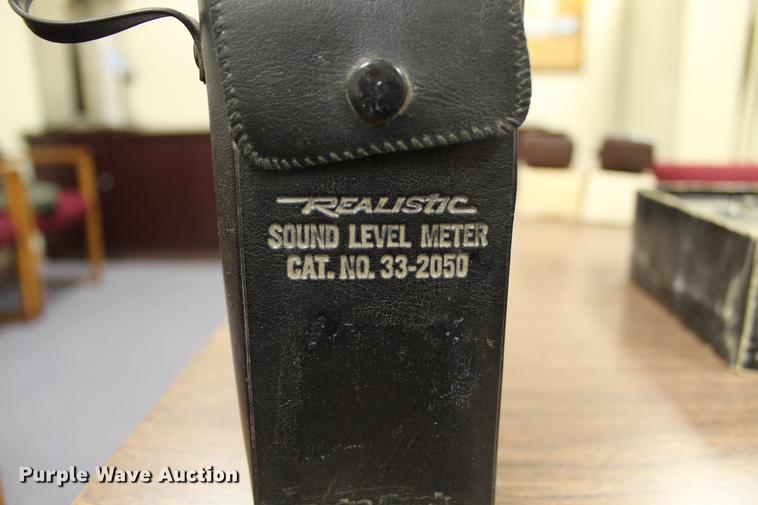 REALISTIC
SOUND LEVEL METER
CAT. NO. 33-2050
Purple Wave Auction